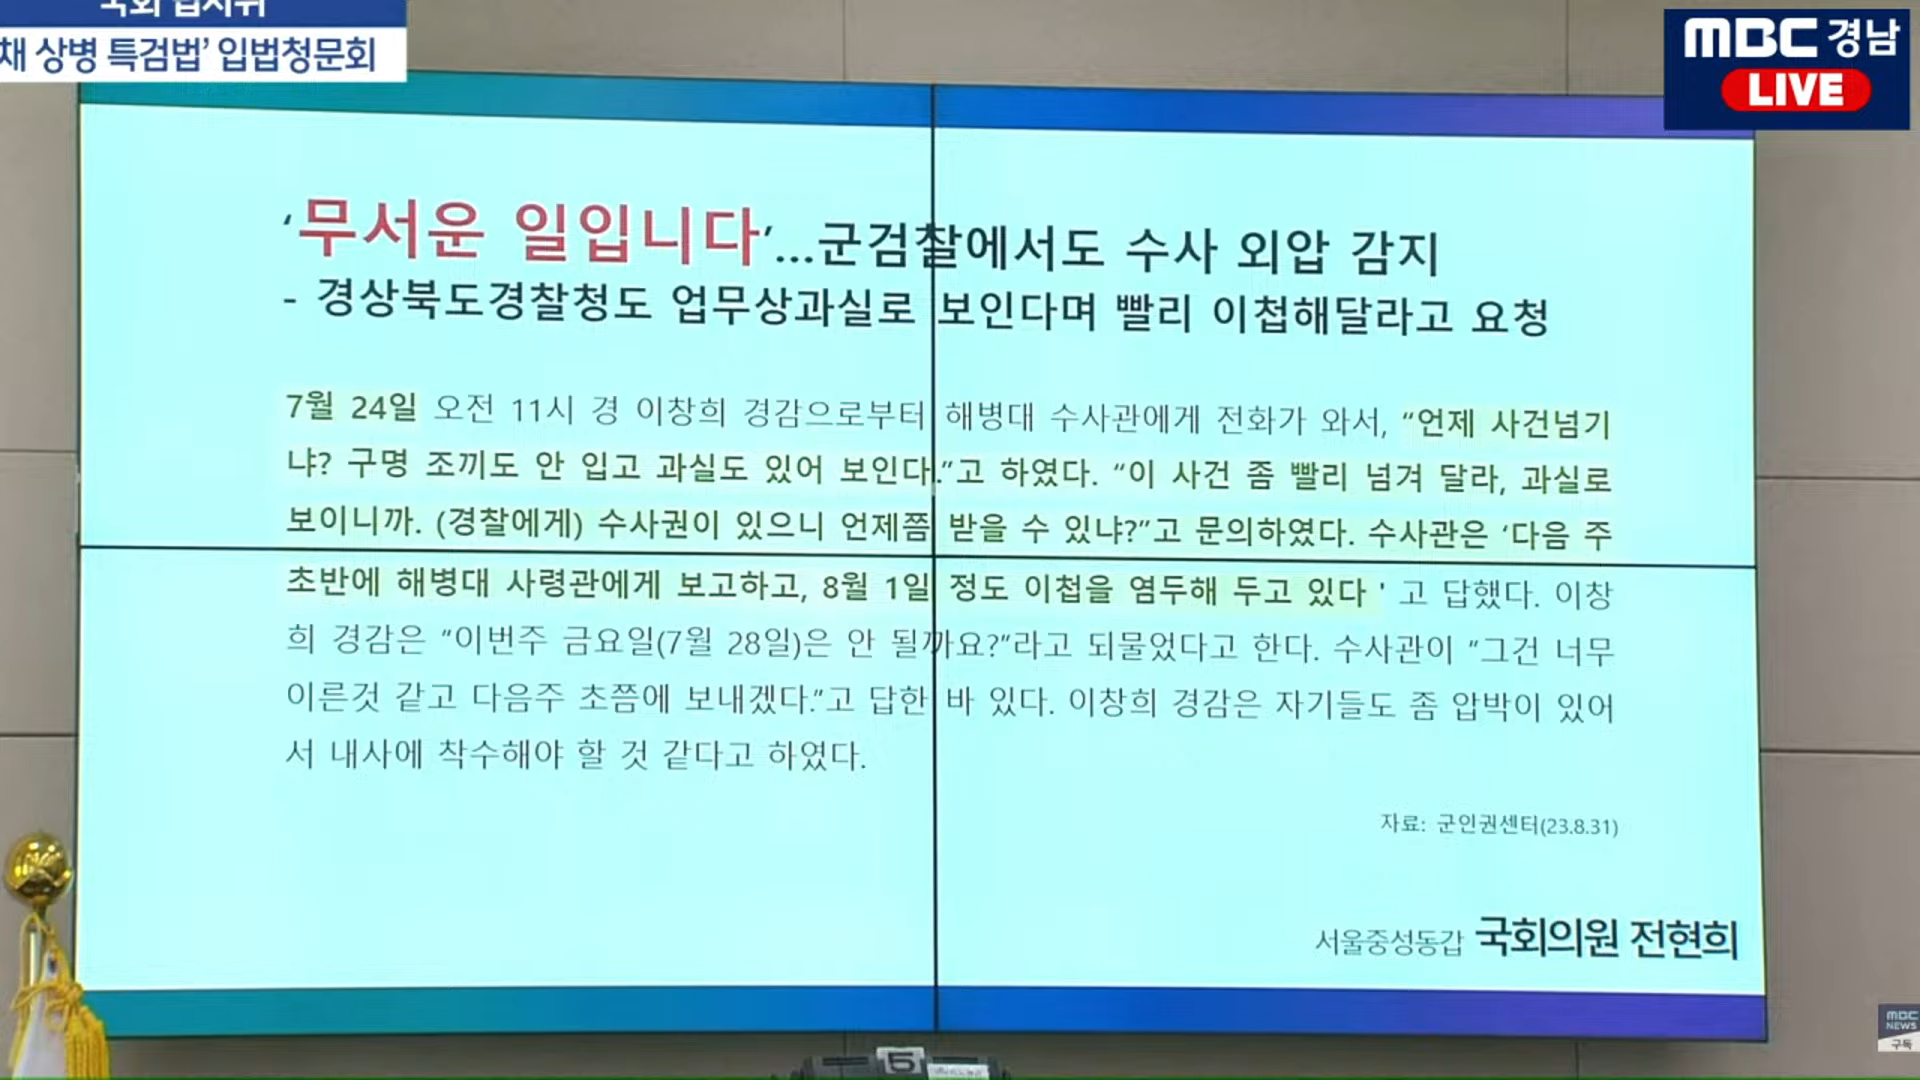 국회 법사위
채 상병 특검법’ 입법청문회
MBC 경남
LIVE
‘무서운 일입니다’...군검찰에서도 수사 외압 감지
- 경상북도경찰청도 업무상과실로 보인다며 빨리 이첩해달라고 요청
7월 24일 오전 11시 경 이창희 경감으로부터 해병대 수사관에게 전화가 와서, “언제 사건넘기
냐? 구명 조끼도 안 입고 과실도 있어 보인다.”고 하였다. “이 사건 좀 빨리 넘겨 달라, 과실로
보이니까. (경찰에게) 수사권이 있으니 언제쯤 받을 수 있냐?”고 문의하였다. 수사관은 ‘다음 주
초반에 해병대 사령관에게 보고하고, 8월 1일 정도 이첩을 염두해 두고 있다 ' 고 답했다. 이창
희 경감은 “이번주 금요일(7월 28일)은 안 될까요?”라고 되물었다고 한다. 수사관이 “그건 너무
이른것 같고 다음주 초쯤에 보내겠다.”고 답한 바 있다. 이창희 경감은 자기들도 좀 압박이 있어
서 내사에 착수해야 할 것 같다고 하였다.
자료: 군인권센터(23.8.31)
서울중성동갑 국회의원 전현희
MBC
NEWS
구독
5